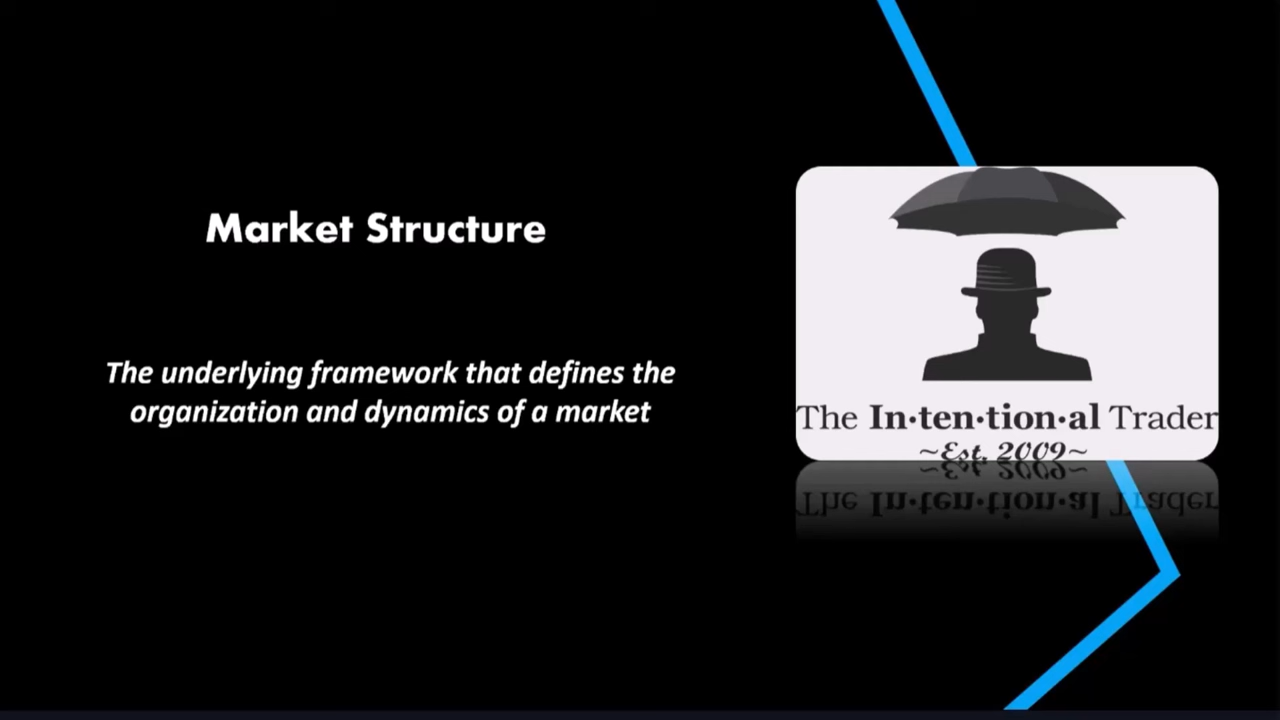 Market Structure
The underlying framework that defines the
organization and dynamics of a market
The In·ten·tion·al Trader
~Est. 2009~